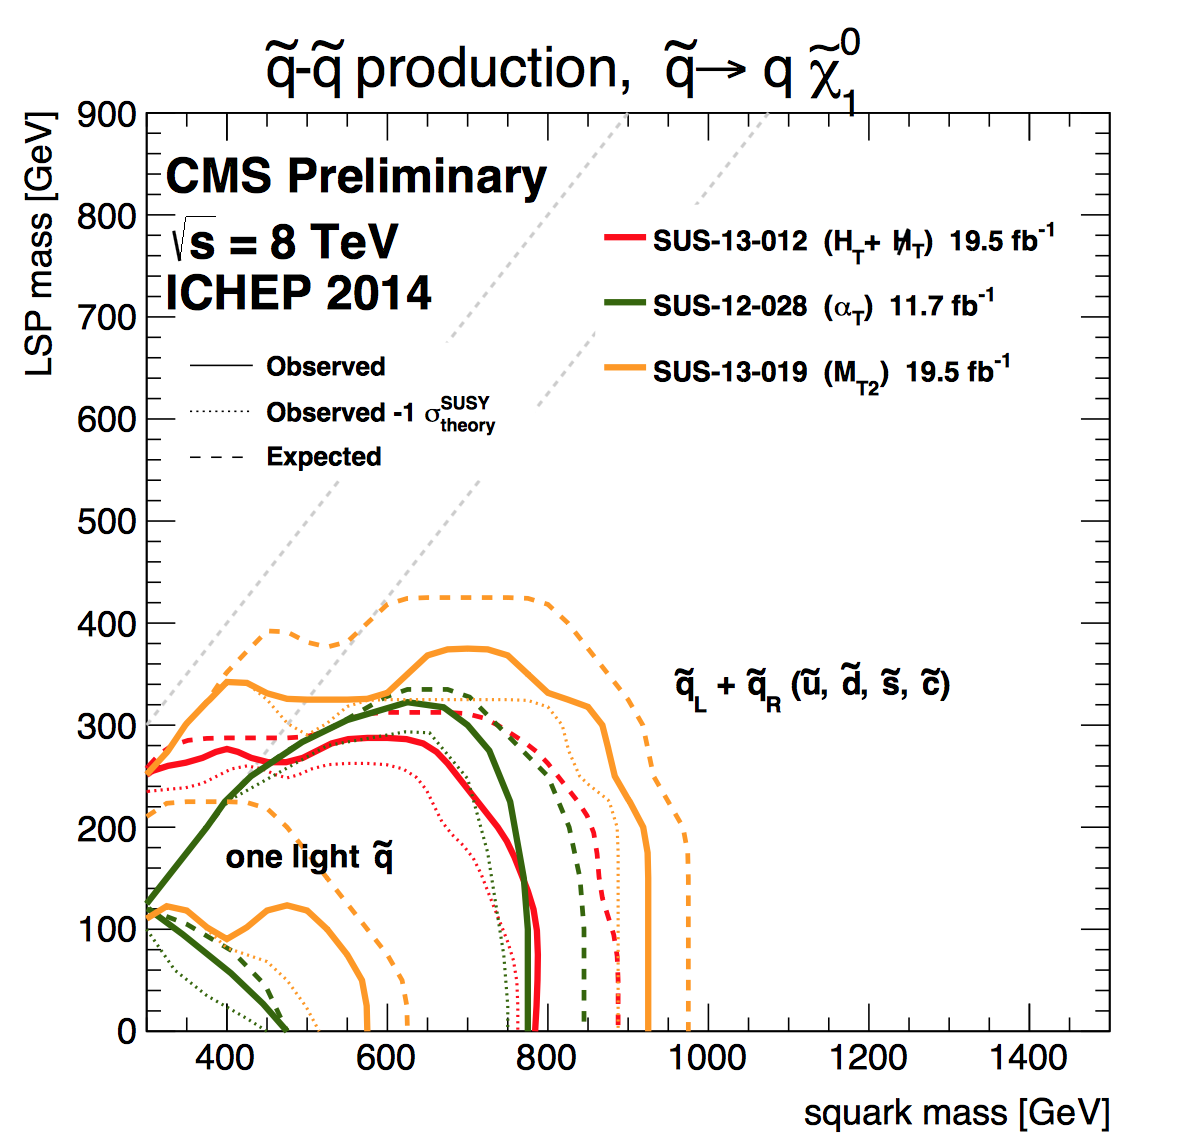 q̃-q̃ production, q̃→ q χ̃⁰₁
LSP mass [GeV]
900
800
700
600
500
400
300
200
100
0
CMS Preliminary
√s = 8 TeV
ICHEP 2014
Observed
Observed -1 σ^SUSY_theory
Expected
SUS-13-012 (H_T + H̸_T) 19.5 fb⁻¹
SUS-12-028 (α_T) 11.7 fb⁻¹
SUS-13-019 (M_T2) 19.5 fb⁻¹
q̃_L + q̃_R (ũ, d̃, s̃, c̃)
one light q̃
400 600 800 1000 1200 1400
squark mass [GeV]